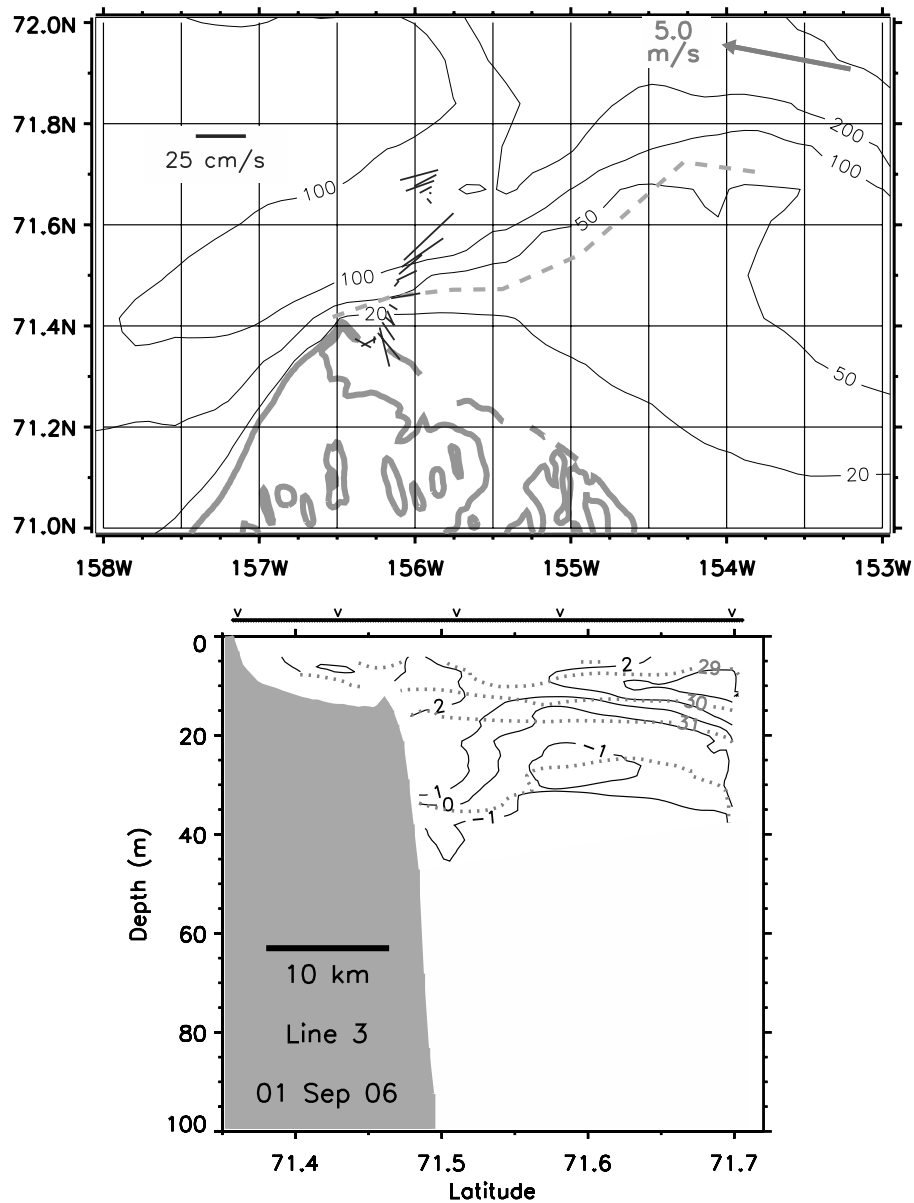 72.0N
71.8N
71.6N
71.4N
71.2N
71.0N
5.0
m/s
25 cm/s
200
100
100
50
100
20
50
20
158W 157W 156W 155W 154W 153W
v v v v v
0
20
40
60
80
100
Depth (m)
2
29
30
31
2
-1
1
0
-1
10 km
Line 3
01 Sep 06
71.4 71.5 71.6 71.7
Latitude